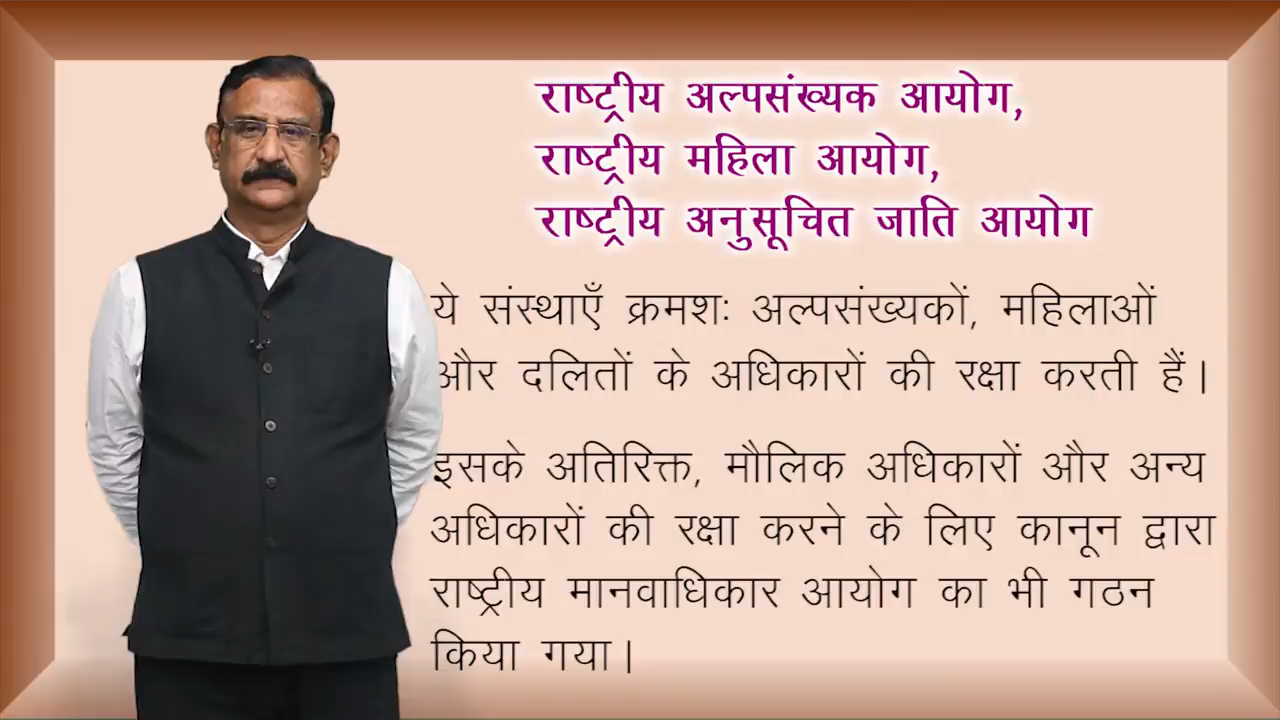 राष्ट्रीय अल्पसंख्यक आयोग,
राष्ट्रीय महिला आयोग,
राष्ट्रीय अनुसूचित जाति आयोग
ये संस्थाएँ क्रमशः अल्पसंख्यकों, महिलाओं
और दलितों के अधिकारों की रक्षा करती हैं।
इसके अतिरिक्त, मौलिक अधिकारों और अन्य
अधिकारों की रक्षा करने के लिए कानून द्वारा
राष्ट्रीय मानवाधिकार आयोग का भी गठन
किया गया।